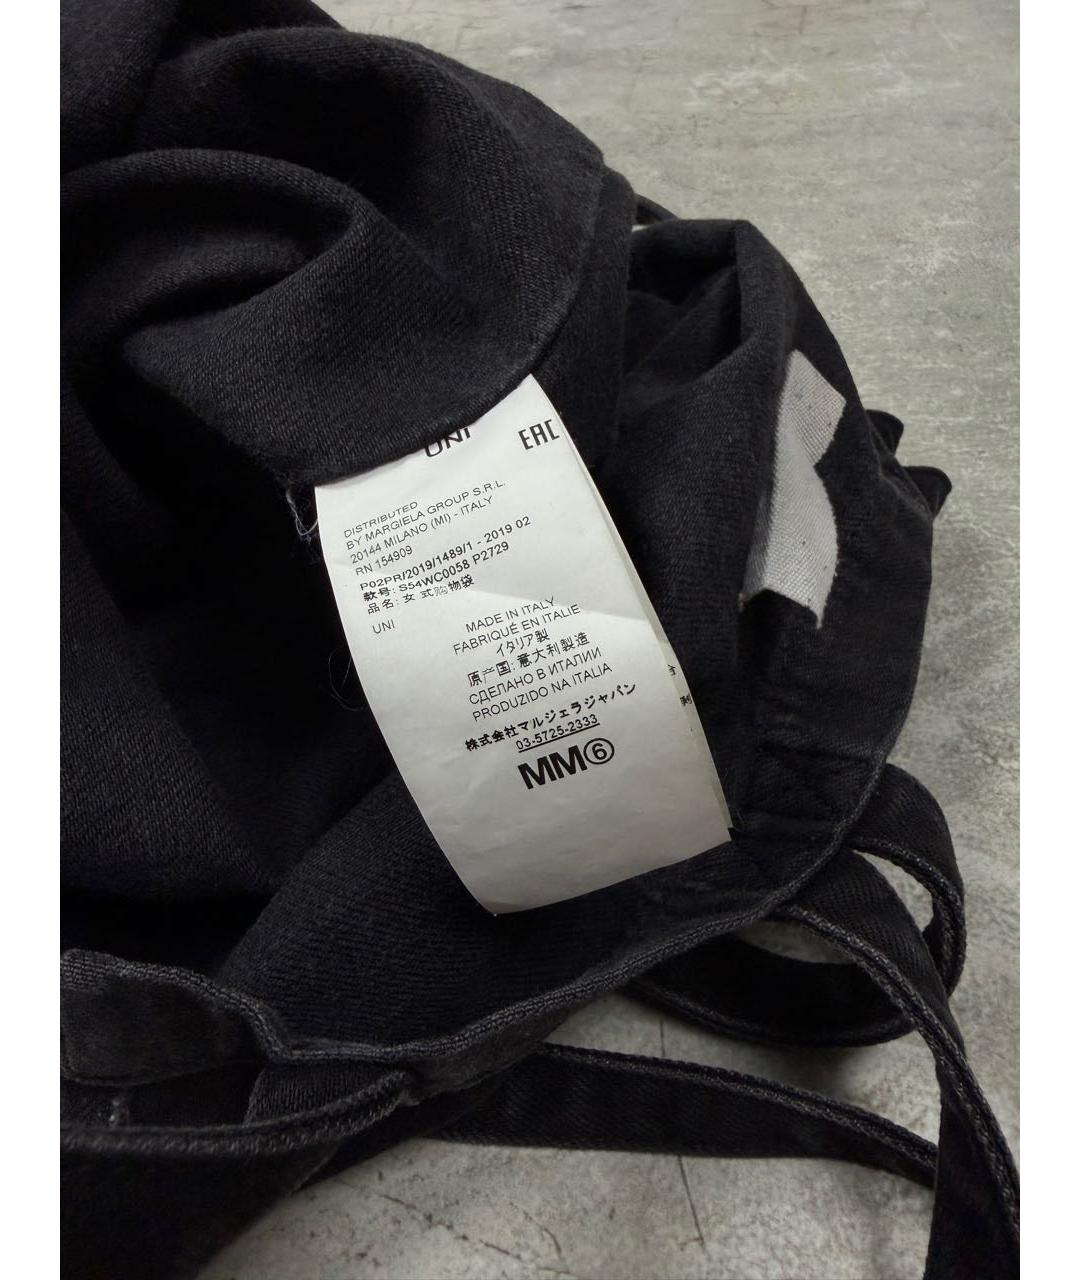 UNI EAC
DISTRIBUTED
BY MARGIELA GROUP S.R.L.
20144 MILANO (MI) - ITALY
RN 154909
P02PR/2019/1489/1 - 2019 02
款号: S54WC0058 P2729
品名: 女 式购物袋
UNI
MADE IN ITALY
FABRIQUÉ EN ITALIE
イタリア製
原产国: 意大利製造
СДЕЛАНО В ИТАЛИИ
PRODUZIDO NA ITALIA
株式会社マルジェラジャパン
03-5725-2333
MM⑥